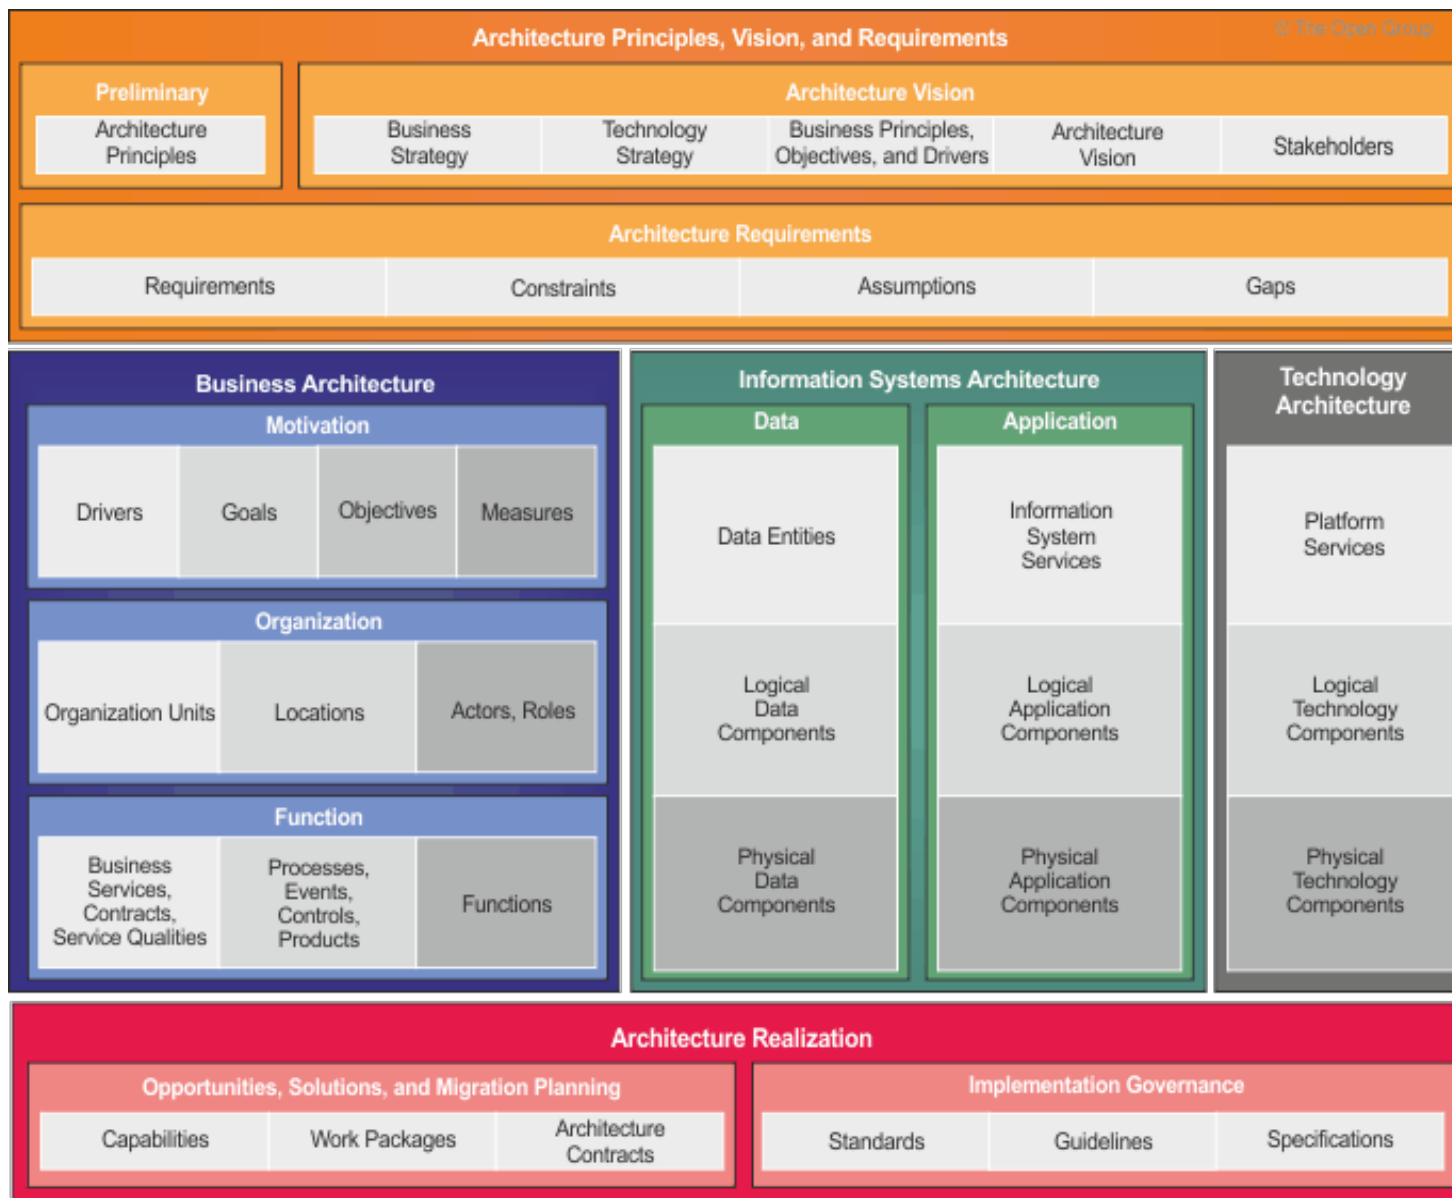 © The Open Group
Architecture Principles, Vision, and Requirements
Preliminary
Architecture
Principles
Architecture Vision
Business
Strategy
Technology
Strategy
Business Principles,
Objectives, and Drivers
Architecture
Vision
Stakeholders
Architecture Requirements
Requirements
Constraints
Assumptions
Gaps
Business Architecture
Motivation
Drivers
Goals
Objectives
Measures
Organization
Organization Units
Locations
Actors, Roles
Function
Business
Services,
Contracts,
Service Qualities
Processes,
Events,
Controls,
Products
Functions
Information Systems Architecture
Data
Data Entities
Logical
Data
Components
Physical
Data
Components
Application
Information
System
Services
Logical
Application
Components
Physical
Application
Components
Technology
Architecture
Platform
Services
Logical
Technology
Components
Physical
Technology
Components
Architecture Realization
Opportunities, Solutions, and Migration Planning
Capabilities
Work Packages
Architecture
Contracts
Implementation Governance
Standards
Guidelines
Specifications